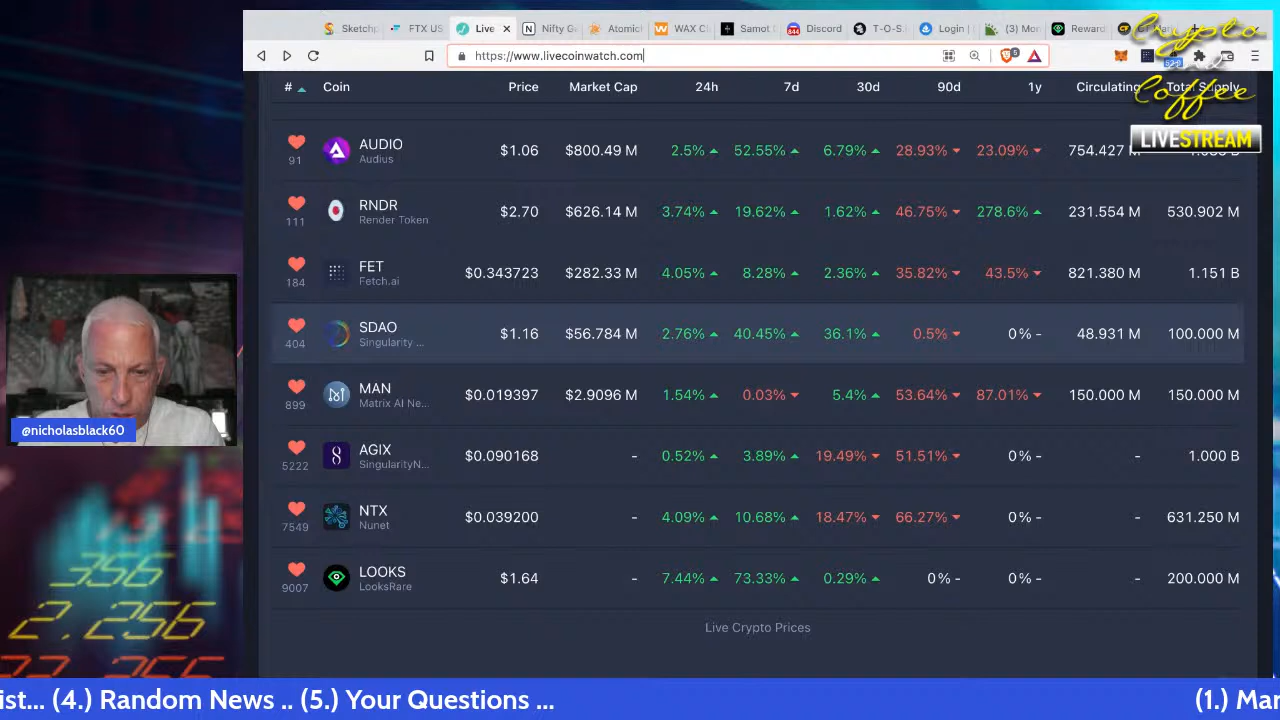 Sketchp
FTX US
Live
Nifty G
Atomic
WAX Cl
Samot
Discord
T-O-S.
Login |
(3) Mor
Reward
https://www.livecoinwatch.com
Crypto
and
Coffee
LIVESTREAM
# Coin Price Market Cap 24h 7d 30d 90d 1y Circulating Total Supply
91 AUDIO Audius $1.06 $800.49 M 2.5% 52.55% 6.79% 28.93% 23.09% 754.427 M
111 RNDR Render Token $2.70 $626.14 M 3.74% 19.62% 1.62% 46.75% 278.6% 231.554 M 530.902 M
184 FET Fetch.ai $0.343723 $282.33 M 4.05% 8.28% 2.36% 35.82% 43.5% 821.380 M 1.151 B
404 SDAO Singularity ... $1.16 $56.784 M 2.76% 40.45% 36.1% 0.5% 0% - 48.931 M 100.000 M
899 MAN Matrix AI Ne... $0.019397 $2.9096 M 1.54% 0.03% 5.4% 53.64% 87.01% 150.000 M 150.000 M
5222 AGIX SingularityN... $0.090168 - 0.52% 3.89% 19.49% 51.51% 0% - - 1.000 B
7549 NTX Nunet $0.039200 - 4.09% 10.68% 18.47% 66.27% 0% - - 631.250 M
9007 LOOKS LooksRare $1.64 - 7.44% 73.33% 0.29% 0% - 0% - - 200.000 M
Live Crypto Prices
@nicholasblack60
356
2.256
ist... (4.) Random News .. (5.) Your Questions ... (1.) Mar